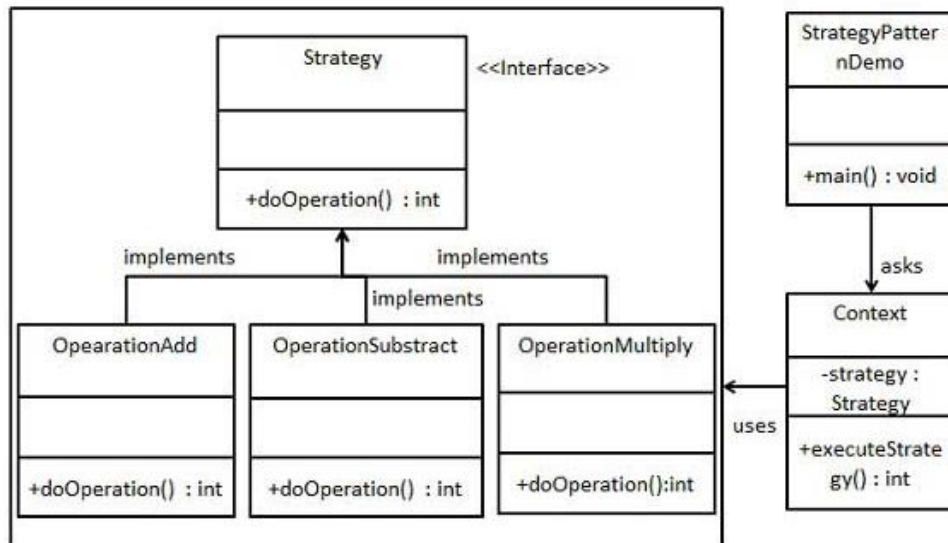 Strategy
<<Interface>>
+doOperation() : int
implements
implements
implements
OpearationAdd
+doOperation() : int
OperationSubstract
+doOperation() : int
OperationMultiply
+doOperation():int
StrategyPatter
nDemo
+main() : void
asks
Context
-strategy :
Strategy
+executeStrate
gy() : int
uses